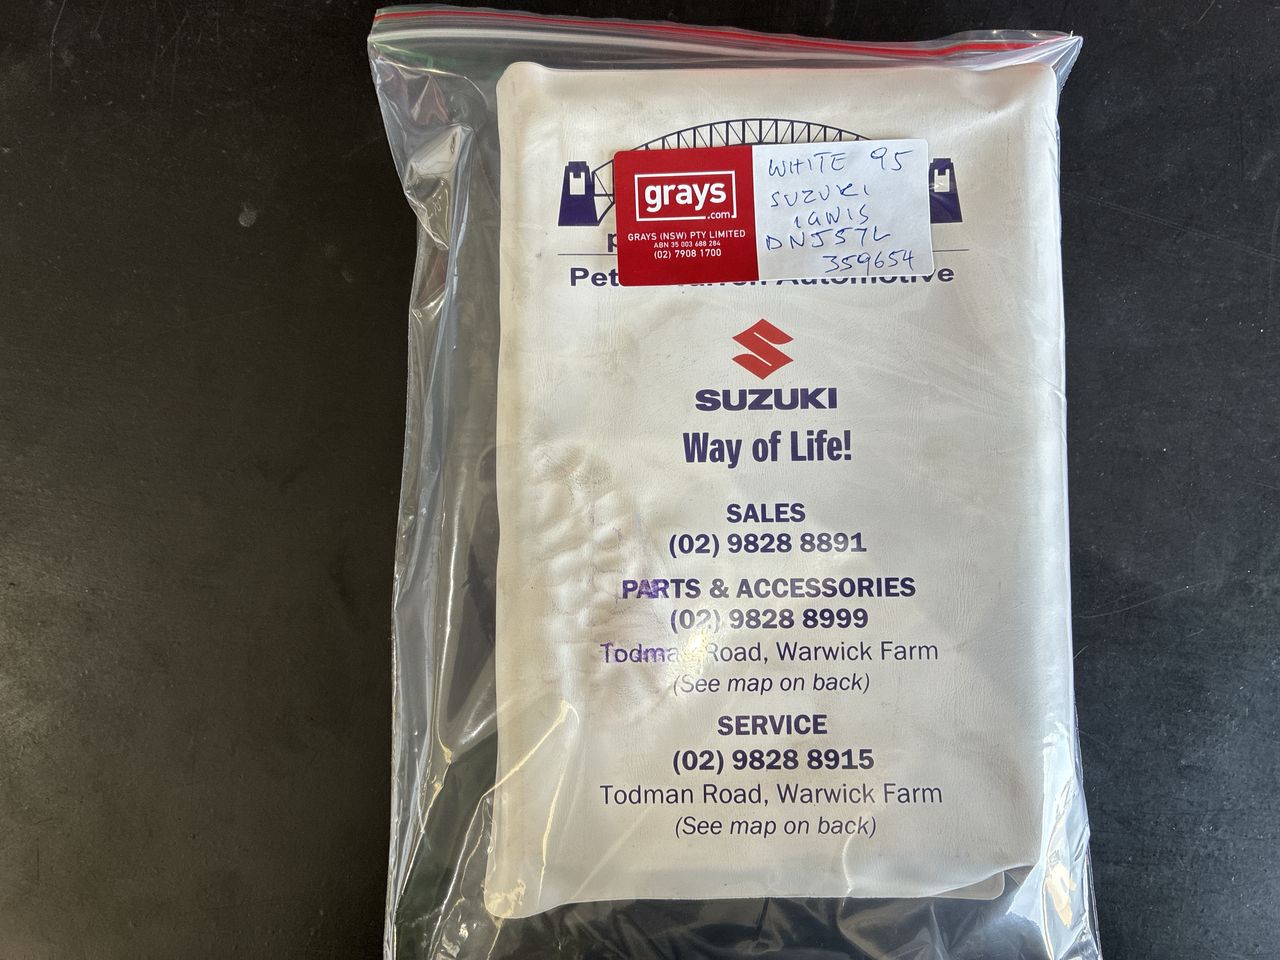 grays
.com
GRAYS (NSW) PTY LIMITED
ABN 35 003 688 284
(02) 7908 1700
WHITE 95
SUZUKI
IGNIS
DNJ57L
359654
Automotive
SUZUKI
Way of Life!
SALES
(02) 9828 8891
PARTS & ACCESSORIES
(02) 9828 8999
Todman Road, Warwick Farm
(See map on back)
SERVICE
(02) 9828 8915
Todman Road, Warwick Farm
(See map on back)